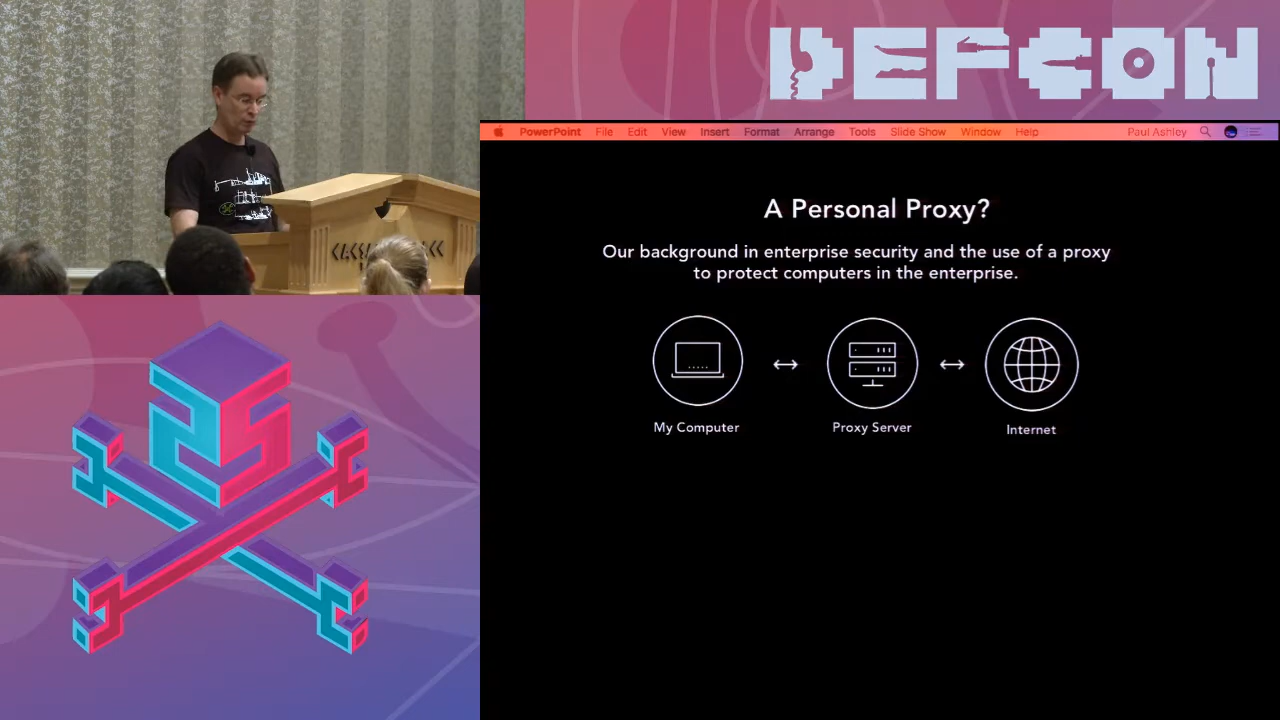 DEFCON
PowerPoint File Edit View Insert Format Arrange Tools Slide Show Window Help Paul Ashley
A Personal Proxy?
Our background in enterprise security and the use of a proxy
to protect computers in the enterprise.
My Computer
Proxy Server
Internet